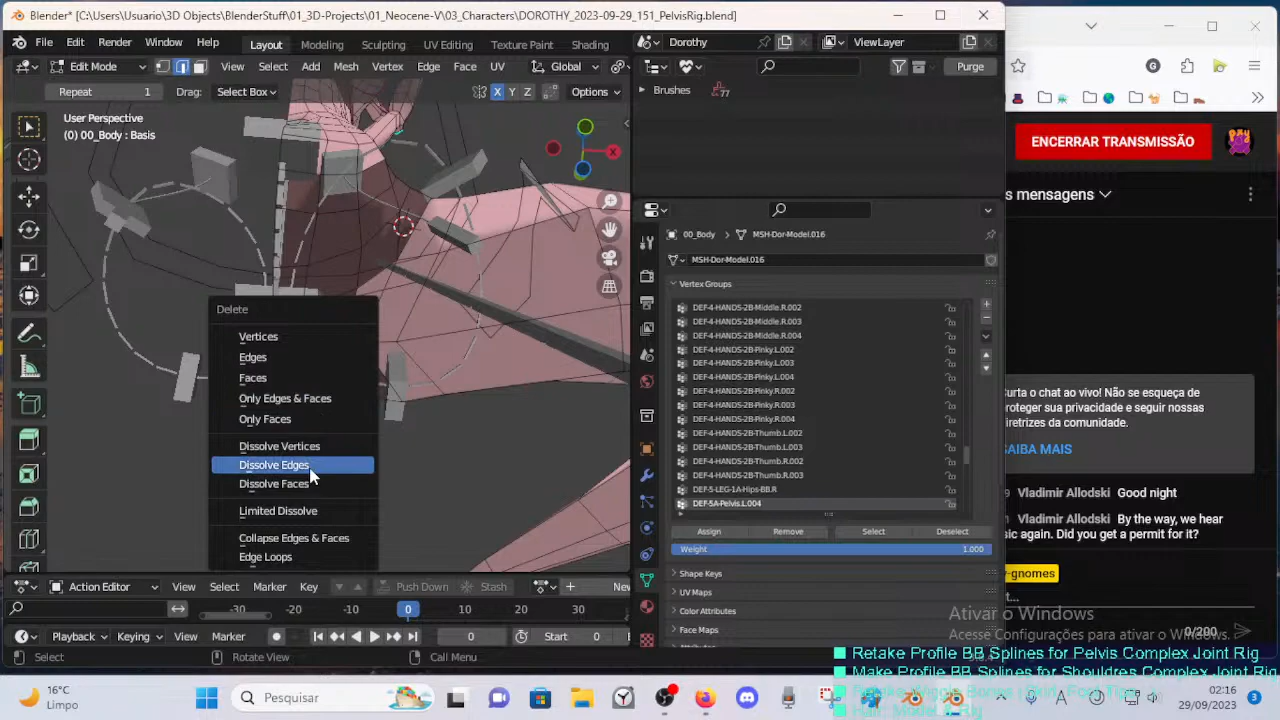 Blender* [C:\Users\Usuario\3D Objects\BlenderStuff\01_3D-Projects\01_Neocene-V\03_Characters\DOROTHY_2023-09-29_151_PelvisRig.blend]
File Edit Render Window Help Layout Modeling Sculpting UV Editing Texture Paint Shading
Dorothy ViewLayer
Edit Mode View Select Add Mesh Vertex Edge Face UV Global
Purge
Repeat 1 Drag: Select Box X Y Z Options
Brushes 77
User Perspective
(0) 00_Body : Basis
ENCERRAR TRANSMISSÃO
s mensagens
00_Body MSH-Dor-Model.016
MSH-Dor-Model.016
Vertex Groups
DEF-4-HANDS-2B-Middle.R.002
DEF-4-HANDS-2B-Middle.R.003
DEF-4-HANDS-2B-Middle.R.004
DEF-4-HANDS-2B-Pinky.L.002
DEF-4-HANDS-2B-Pinky.L.003
DEF-4-HANDS-2B-Pinky.L.004
DEF-4-HANDS-2B-Pinky.R.002
DEF-4-HANDS-2B-Pinky.R.003
DEF-4-HANDS-2B-Pinky.R.004
DEF-4-HANDS-2B-Thumb.L.002
DEF-4-HANDS-2B-Thumb.L.003
DEF-4-HANDS-2B-Thumb.R.002
DEF-4-HANDS-2B-Thumb.R.003
DEF-5-LEG-1A-Hips-BB.R
DEF-5A-Pelvis.L.004
Assign Remove Select Deselect
Weight 1.000
Shape Keys
UV Maps
Color Attributes
Face Maps
Delete
Vertices
Edges
Faces
Only Edges & Faces
Only Faces
Dissolve Vertices
Dissolve Edges
Dissolve Faces
Limited Dissolve
Collapse Edges & Faces
Edge Loops
urta o chat ao vivo! Não se esqueça de
roteger sua privacidade e seguir nossas
iretrizes da comunidade.
SAIBA MAIS
Vladimir Allodski Good night
Vladimir Allodski By the way, we hear
sic again. Did you get a permit for it?
-gnomes
0/200
Action Editor View Select Marker Key Push Down Stash New
-30 -20 -10 0 10 20 30
Playback Keying View Marker 0 Start 0
Select Rotate View Call Menu
Ativar o Windows
Acesse Configurações para ativar o Windows.
Retake Profile BB Splines for Pelvis Complex Joint Rig
Make Profile BB Splines for Shouldres Complex Joint Rig
16°C
Limpo
Pesquisar
02:16
29/09/2023
3